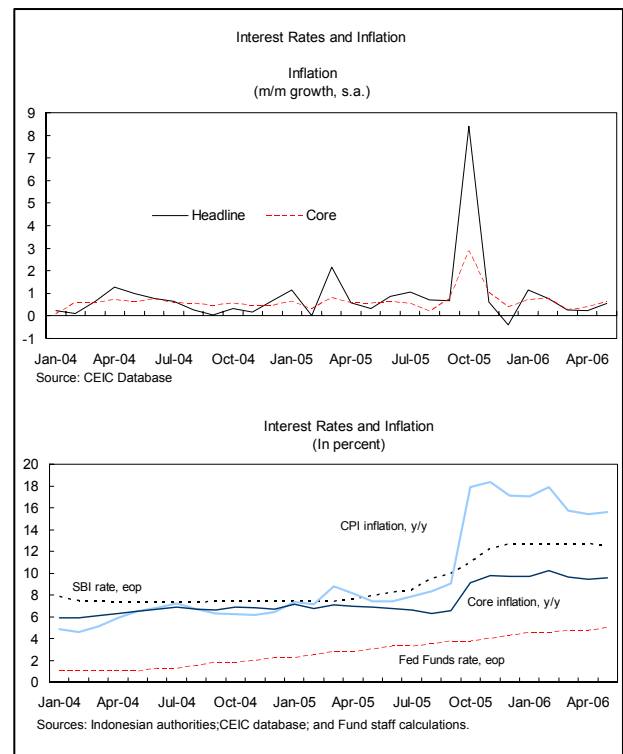 Interest Rates and Inflation
Inflation
(m/m growth, s.a.)
9
8
7
6
5
4
3
2
1
0
-1
Headline
Core
Jan-04 Apr-04 Jul-04 Oct-04 Jan-05 Apr-05 Jul-05 Oct-05 Jan-06 Apr-06
Source: CEIC Database
Interest Rates and Inflation
(In percent)
20
18
16
14
12
10
8
6
4
2
0
CPI inflation, y/y
SBI rate, eop
Core inflation, y/y
Fed Funds rate, eop
Jan-04 Apr-04 Jul-04 Oct-04 Jan-05 Apr-05 Jul-05 Oct-05 Jan-06 Apr-06
Sources: Indonesian authorities;CEIC database; and Fund staff calculations.